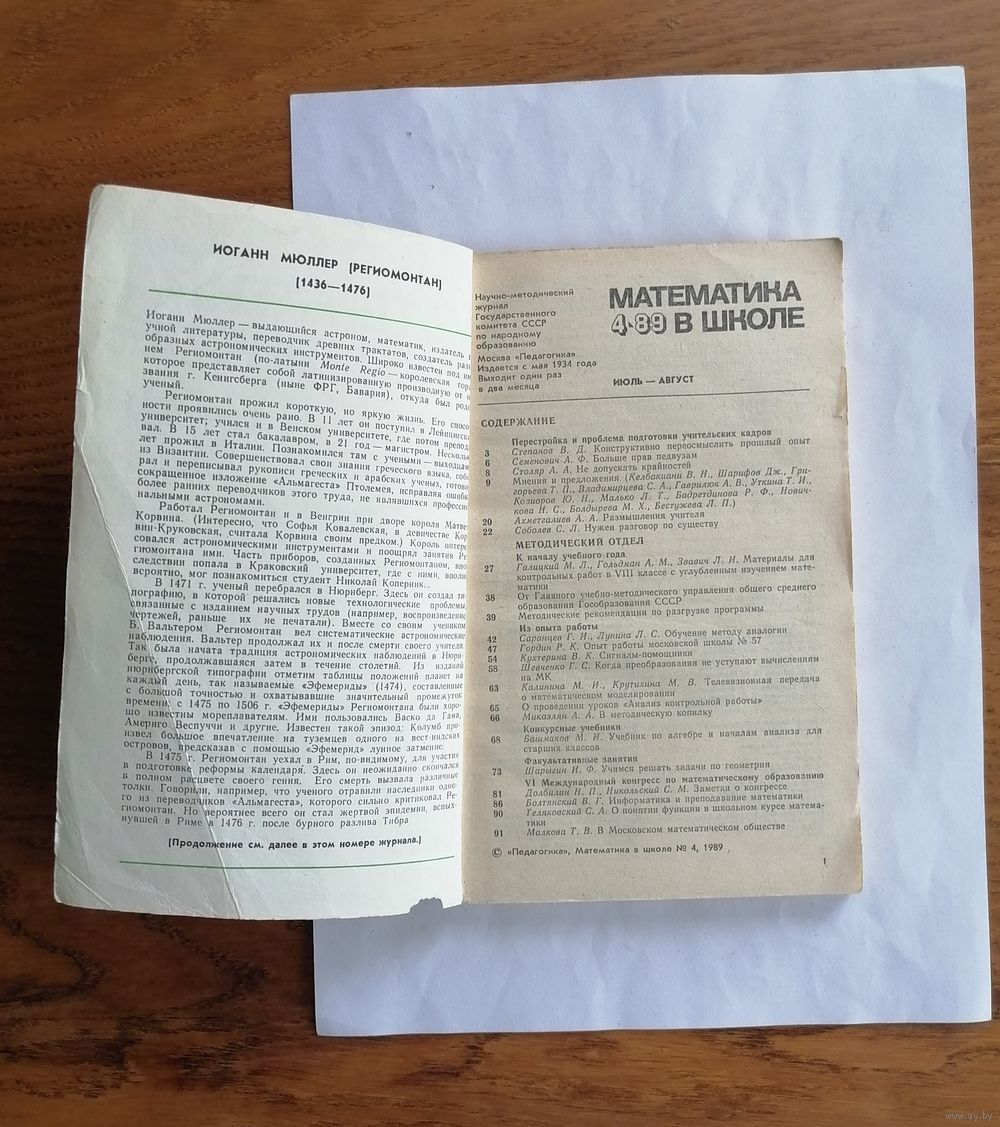 ИОГАНН МЮЛЛЕР (РЕГИОМОНТАН)
(1436—1476)
Иоганн Мюллер — выдающийся астроном, математик, издатель
учной литературы, переводчик древних трактатов, создатель
образных астрономических инструментов. Широко известен под
нем Региомонтан (по-латыни Monte Regio — королевская
которое представляет собой латинизированную производную от
звания г. Кенигсберга (ныне ФРГ, Бавария), откуда был
ученый.
Региомонтан прожил короткую, но яркую жизнь. Его
ности проявились очень рано. В 11 лет он поступил в
университет; учился и в Венском университете, где потом
вал. В 15 лет стал бакалавром, в 21 год — магистром.
лет прожил в Италии. Познакомился там с учеными —
из Византии. Совершенствовал свои знания греческого языка,
рал и переписывал рукописи греческих и арабских ученых,
сокращенное изложение «Альмагеста» Птолемея, исправляя
более ранних переводчиков этого труда, не являвшихся
нальными астрономами.
Работал Региомонтан и в Венгрии при дворе короля
Корвина. (Интересно, что Софья Ковалевская, в девичестве
вин-Круковская, считала Корвина своим предком.) Король
совался астрономическими инструментами и поощрял занятия Ре-
гиомонтана ими. Часть приборов, созданных Региомонтаном,
следствии попала в Краковский университет, где с ними,
вероятно, мог познакомиться студент Николай Коперник...
В 1471 г. ученый перебрался в Нюрнберг. Здесь он создал ти-
пографию, в которой решались новые технологические проблемы,
связанные с изданием научных трудов (например, воспроизведение
чертежей, раньше их не печатали). Вместе со своим учеником
Б. Вальтером Региомонтан вел систематические астрономические
наблюдения. Вальтер продолжал их и после смерти своего учителя.
Так была начата традиция астрономических наблюдений в Нюрн-
берге, продолжавшаяся затем в течение столетий. Из изданий
нюрнбергской типографии отметим таблицы положений планет на
каждый день, так называемые «Эфемериды» (1474), составленные
с большой точностью и охватывавшие значительный промежуток
времени: с 1475 по 1506 г. «Эфемериды» Региомонтана были хоро-
шо известны мореплавателям. Ими пользовались Васко да Гама,
Америго Веспуччи и другие. Известен такой эпизод: Колумб про-
извел большое впечатление на туземцев одного из вест-индских
островов, предсказав с помощью «Эфемерид» лунное затмение.
В 1475 г. Региомонтан уехал в Рим, по-видимому, для участия
в подготовке реформы календаря. Здесь он неожиданно скончался
в полном расцвете своего гения. Его смерть вызвала различные
толки. Говорили, например, что ученого отравили наследники одно-
го из переводчиков «Альмагеста», которого сильно критиковал Ре-
гиомонтан. Но вероятнее всего он стал жертвой эпидемии, вспых-
нувшей в Риме в 1476 г. после бурного разлива Тибра
(Продолжение см. далее в этом номере журнала.)
Научно-методический
журнал
Государственного
комитета СССР
по народному
образованию
Москва «Педагогика»
Издается с мая 1934 года
Выходит один раз
в два месяца
МАТЕМАТИКА
4·89 В ШКОЛЕ
ИЮЛЬ — АВГУСТ
СОДЕРЖАНИЕ
Перестройка и проблема подготовки учительских кадров
3 Степанов В. Д. Конструктивно переосмыслить прошлый опыт
6 Семенович А. Ф. Больше прав педвузам
8 Столяр А. А. Не допускать крайностей
9 Мнения и предложения (Келбакиани В. Н., Шарифов Дж., Гри-
горьева Т. П., Владимирцева С. А., Гаврилюк А. В., Уткина Т. И.,
Козиоров Ю. Н., Малько Л. Т., Бадретдинова Р. Ф., Нович-
кова Н. С., Болдырева М. Х., Бестужева Л. П.)
20 Ахметгалиев А. А. Размышления учителя
22 Соболев С. Л. Нужен разговор по существу
МЕТОДИЧЕСКИЙ ОТДЕЛ
К началу учебного года
27 Галицкий М. Л., Гольдман А. М., Звавич Л. И. Материалы для
контрольных работ в VIII классе с углубленным изучением мате-
матики
38 От Главного учебно-методического управления общего среднего
образования Гособразования СССР
39 Методические рекомендации по разгрузке программы
Из опыта работы
42 Саранцев Г. И., Лунина Л. С. Обучение методу аналогии
47 Гордин Р. К. Опыт работы московской школы № 57
54 Кухтерина В. К. Сигналы-помощники
58 Шевченко Г. С. Когда преобразования не уступают вычислениям
на МК
63 Калинина М. И., Крутихина М. В. Телевизионная передача
о математическом моделировании
65 О проведении уроков «Анализ контрольной работы»
66 Микаэлян А. А. В методическую копилку
Конкурсные учебники
68 Башмаков М. И. Учебник по алгебре и началам анализа для
старших классов
Факультативные занятия
73 Шарыгин И. Ф. Учимся решать задачи по геометрии
VI Международный конгресс по математическому образованию
81 Долбилин Н. П., Никольский С. М. Заметки о конгрессе
86 Болтянский В. Г. Информатика и преподавание математики
90 Теляковский С. А. О понятии функции в школьном курсе матема-
тики
91 Малкова Т. В. В Московском математическом обществе
© «Педагогика», Математика в школе № 4, 1989
1
www.ay.by